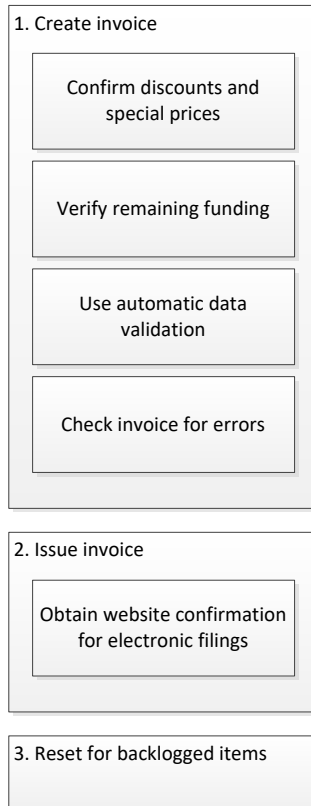 1. Create invoice
Confirm discounts and
special prices
Verify remaining funding
Use automatic data
validation
Check invoice for errors
2. Issue invoice
Obtain website confirmation
for electronic filings
3. Reset for backlogged items